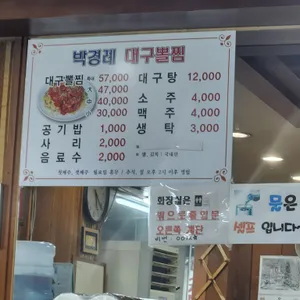 박경레 대구뽈찜
대구뽈찜 57,000 대구탕 12,000
47,000
40,000 소주 4,000
30,000 맥주 4,000
공기밥 1,000 생탁 3,000
사리 2,000
음료수 2,000
화장실은
오른쪽 계단
물은
셀프 입니다